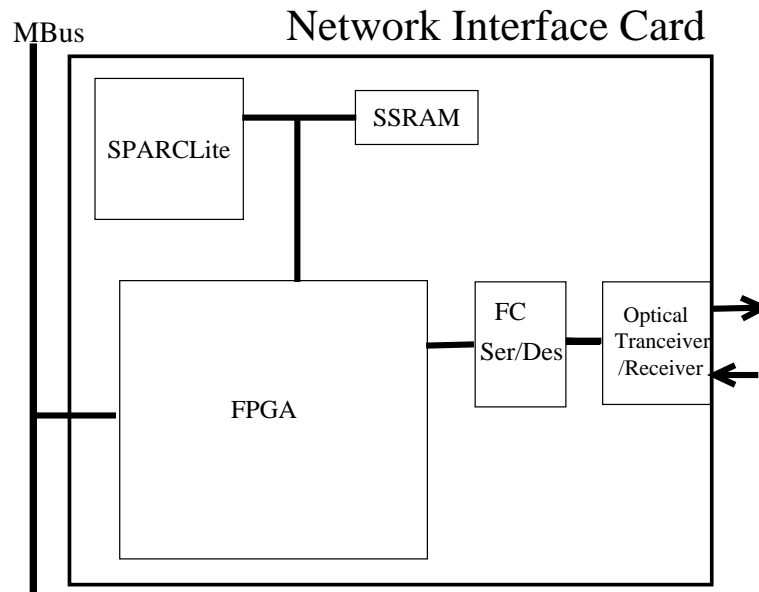 MBus
Network Interface Card
SPARCLite
SSRAM
FPGA
FC
Ser/Des
Optical
Tranceiver
/Receiver